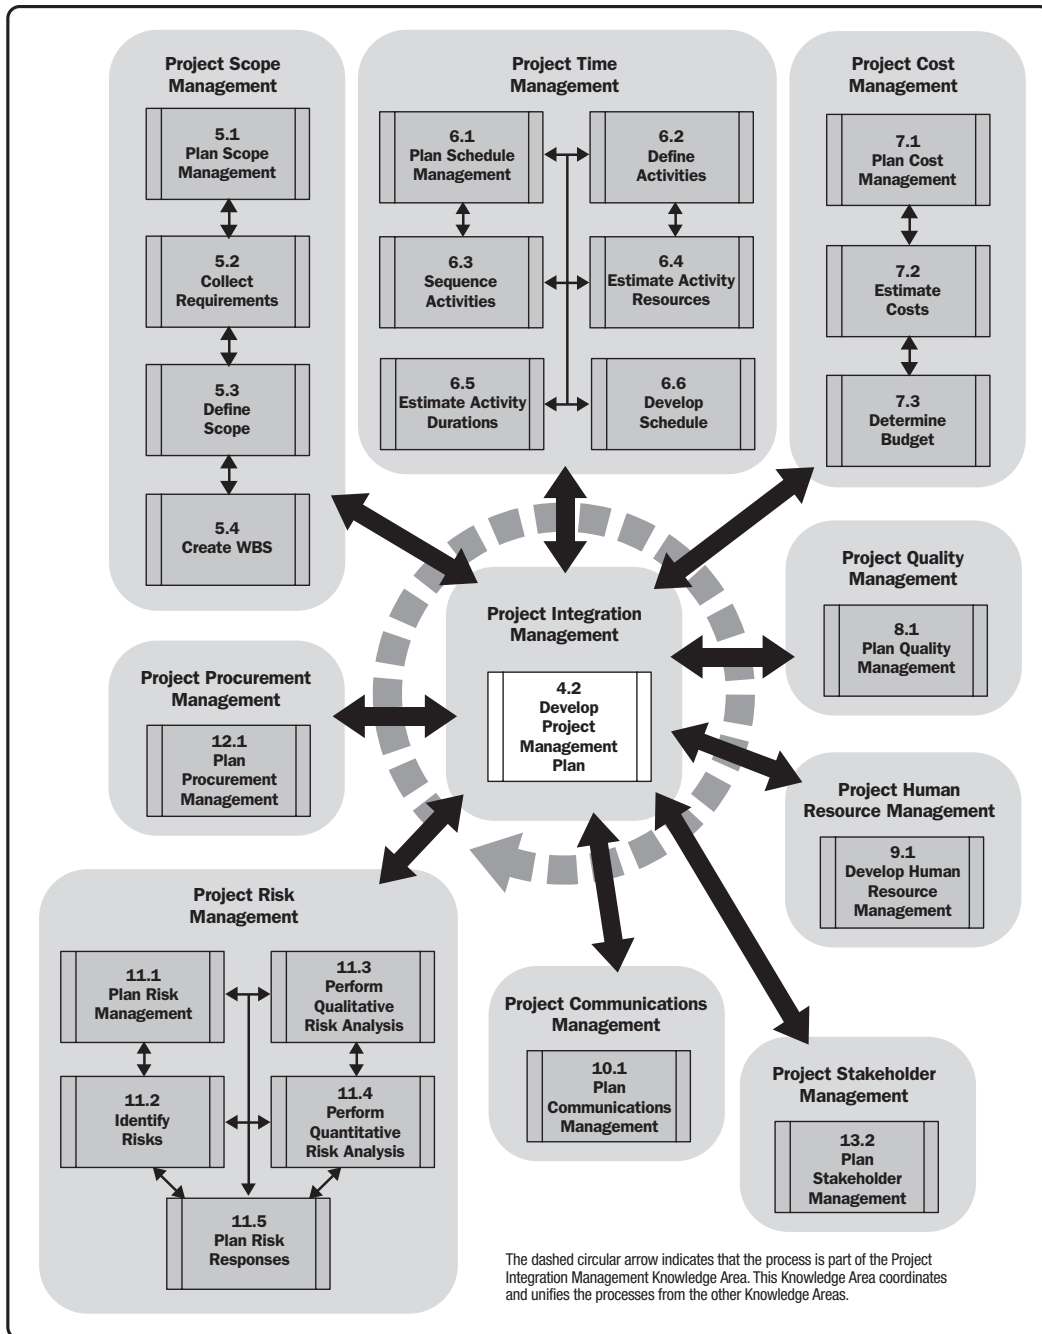 Project Scope
Management
5.1
Plan Scope
Management
5.2
Collect
Requirements
5.3
Define
Scope
5.4
Create WBS
Project Time
Management
6.1
Plan Schedule
Management
6.2
Define
Activities
6.3
Sequence
Activities
6.4
Estimate Activity
Resources
6.5
Estimate Activity
Durations
6.6
Develop
Schedule
Project Cost
Management
7.1
Plan Cost
Management
7.2
Estimate
Costs
7.3
Determine
Budget
Project Integration
Management
4.2
Develop
Project
Management
Plan
Project Quality
Management
8.1
Plan Quality
Management
Project Procurement
Management
12.1
Plan
Procurement
Management
Project Human
Resource Management
9.1
Develop Human
Resource
Management
Project Risk
Management
11.1
Plan Risk
Management
11.3
Perform
Qualitative
Risk Analysis
11.2
Identify
Risks
11.4
Perform
Quantitative
Risk Analysis
11.5
Plan Risk
Responses
Project Communications
Management
10.1
Plan
Communications
Management
Project Stakeholder
Management
13.2
Plan
Stakeholder
Management
The dashed circular arrow indicates that the process is part of the Project
Integration Management Knowledge Area. This Knowledge Area coordinates
and unifies the processes from the other Knowledge Areas.